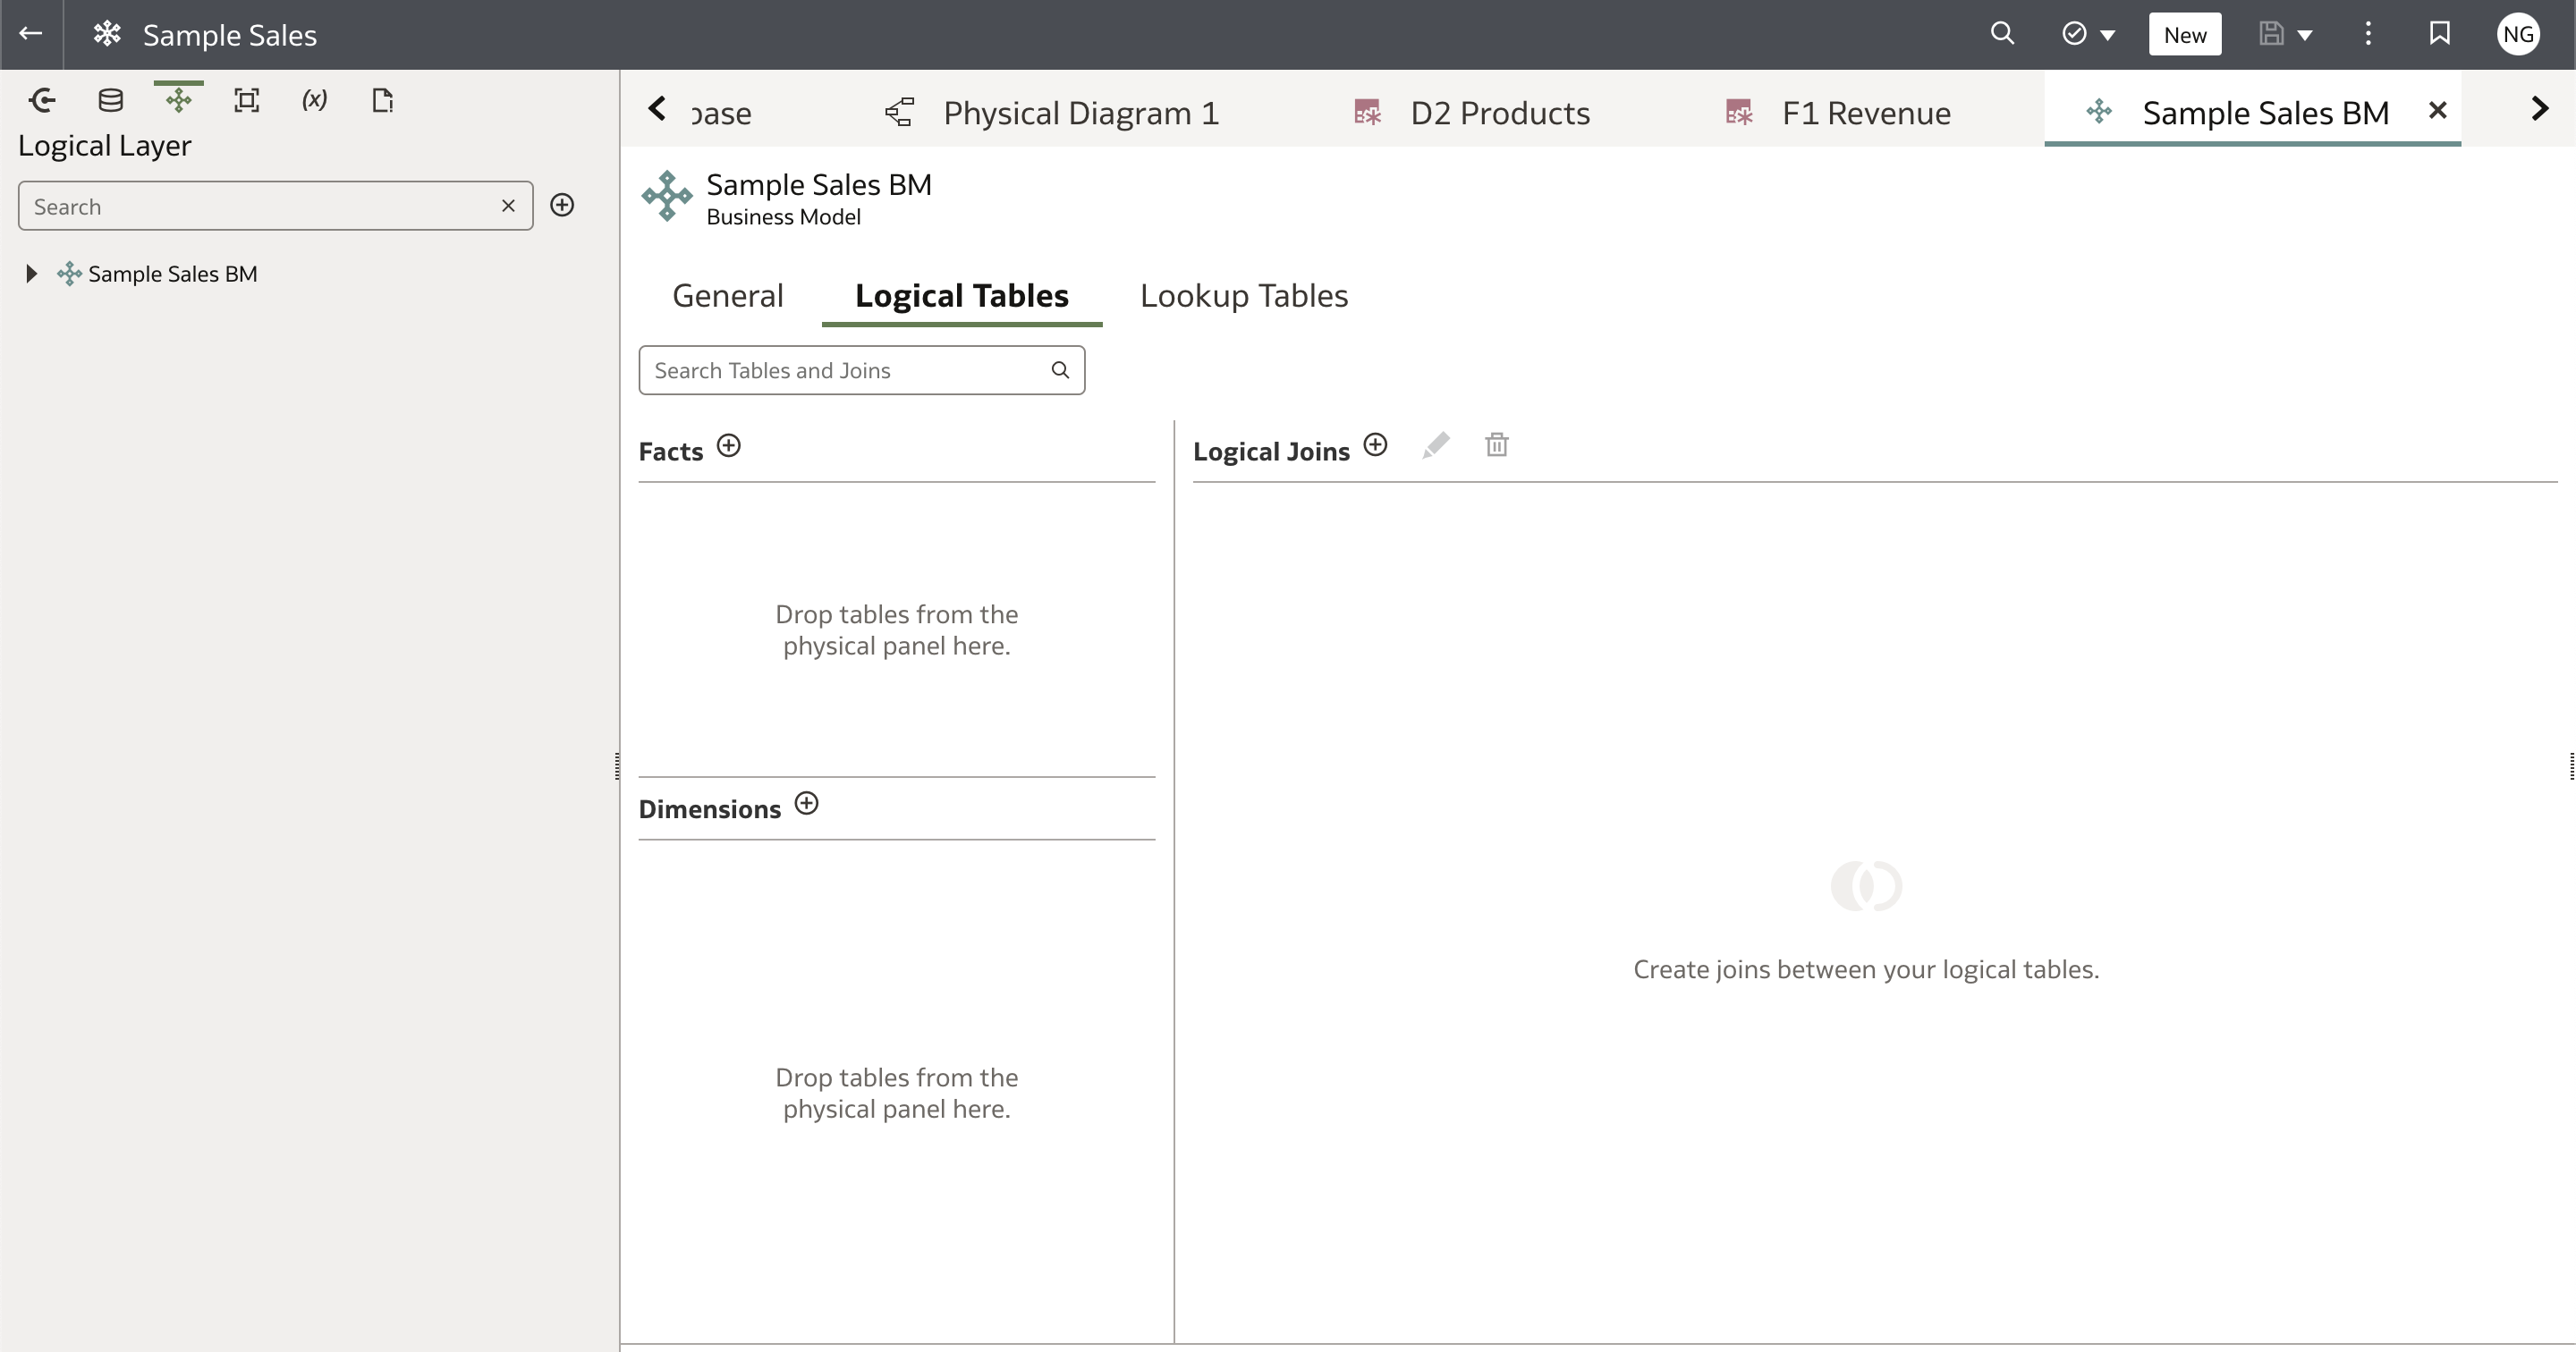 Sample Sales
New
NG
Logical Layer
Search
Sample Sales BM
base
Physical Diagram 1
D2 Products
F1 Revenue
Sample Sales BM
Sample Sales BM
Business Model
General
Logical Tables
Lookup Tables
Search Tables and Joins
Facts
Logical Joins
Drop tables from the
physical panel here.
Dimensions
Create joins between your logical tables.
Drop tables from the
physical panel here.